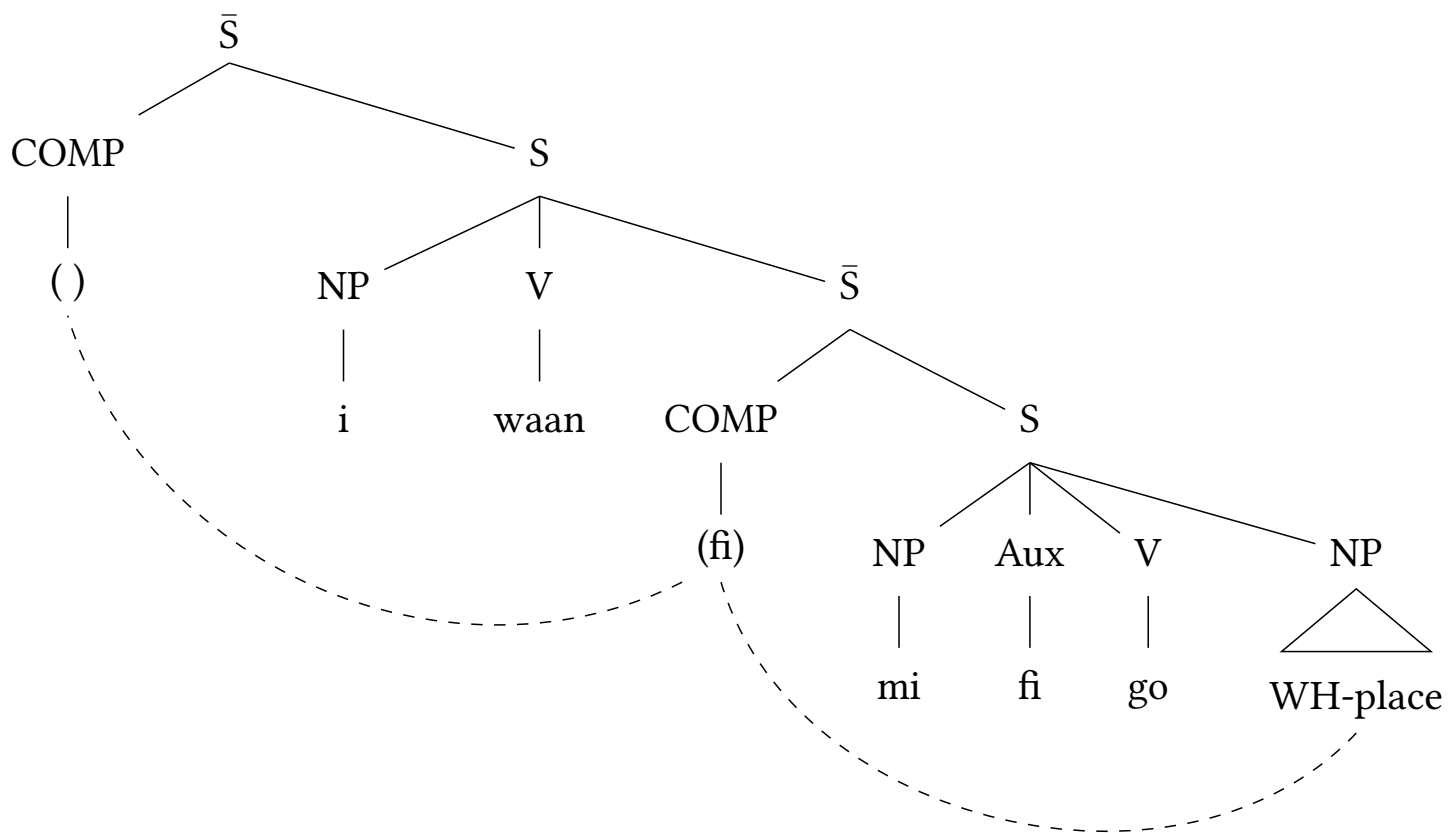 S̄
COMP S
( ) NP V S̄
i waan COMP S
(fi) NP Aux V NP
mi fi go WH-place